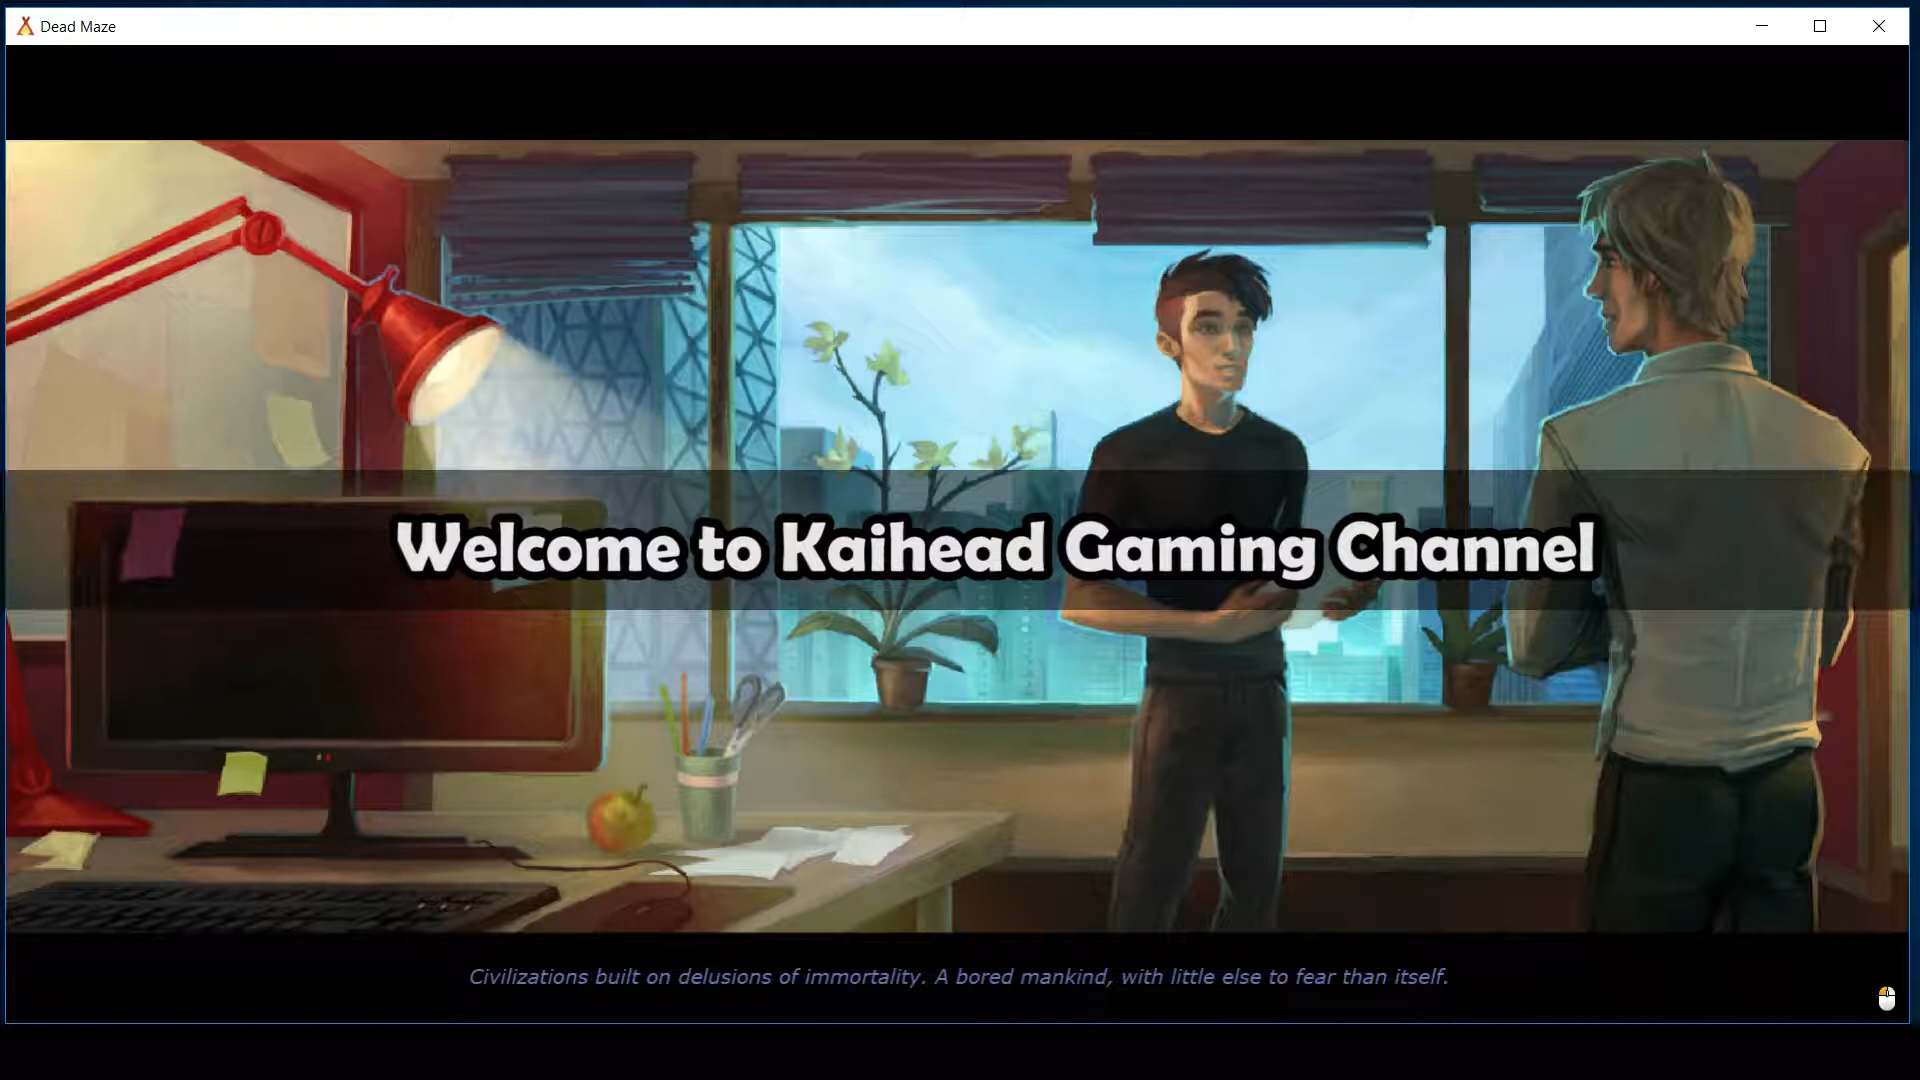 Dead Maze
Welcome to Kaihead Gaming Channel
Civilizations built on delusions of immortality. A bored mankind, with little else to fear than itself.